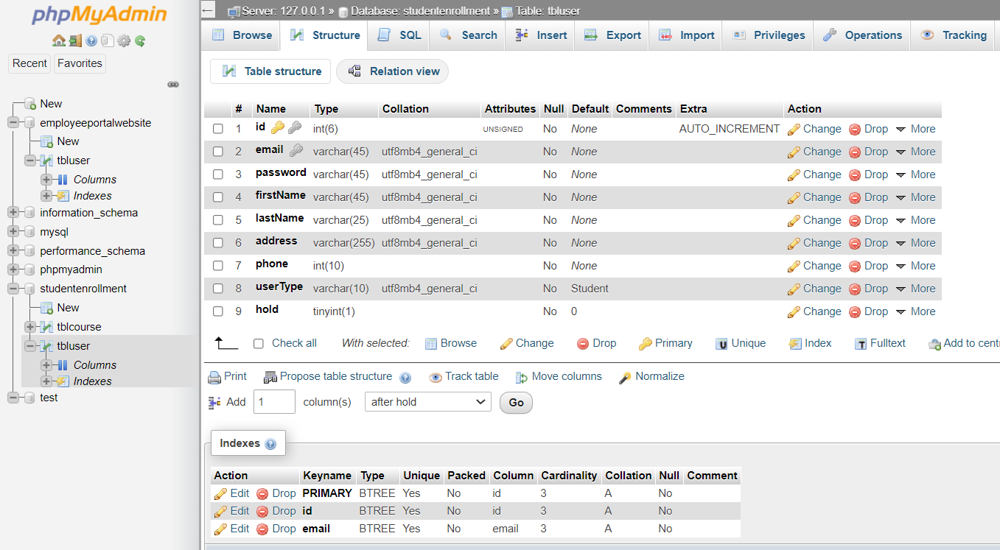 phpMyAdmin
Recent Favorites
New
employeeportalwebsite
New
tbluser
Columns
Indexes
information_schema
mysql
performance_schema
phpmyadmin
studentenrollment
New
tblcourse
tbluser
Columns
Indexes
test
Server: 127.0.0.1 » Database: studentenrollment » Table: tbluser
Browse Structure SQL Search Insert Export Import Privileges Operations Tracking
Table structure Relation view
# Name Type Collation Attributes Null Default Comments Extra Action
1 id int(6) UNSIGNED No None AUTO_INCREMENT Change Drop More
2 email varchar(45) utf8mb4_general_ci No None Change Drop More
3 password varchar(45) utf8mb4_general_ci No None Change Drop More
4 firstName varchar(45) utf8mb4_general_ci No None Change Drop More
5 lastName varchar(25) utf8mb4_general_ci No None Change Drop More
6 address varchar(255) utf8mb4_general_ci No None Change Drop More
7 phone int(10) No None Change Drop More
8 userType varchar(10) utf8mb4_general_ci No Student Change Drop More
9 hold tinyint(1) No 0 Change Drop More
Check all With selected: Browse Change Drop Primary Unique Index Fulltext Add to centr
Print Propose table structure Track table Move columns Normalize
Add 1 column(s) after hold Go
Indexes
Action Keyname Type Unique Packed Column Cardinality Collation Null Comment
Edit Drop PRIMARY BTREE Yes No id 3 A No
Edit Drop id BTREE Yes No id 3 A No
Edit Drop email BTREE Yes No email 3 A No